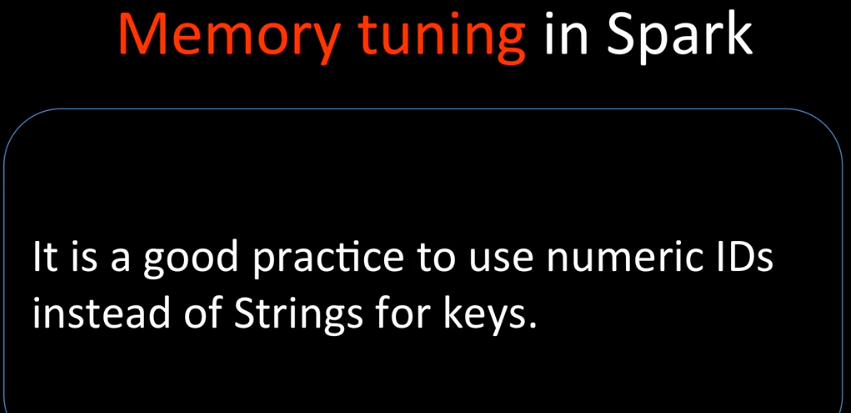 Memory tuning in Spark
It is a good practice to use numeric IDs
instead of Strings for keys.